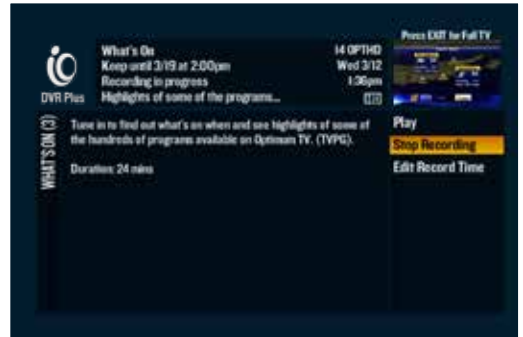 Press EXIT for Full TV
iO
DVR Plus
What's On
14 OPTHD
Keep until 3/19 at 2:00pm
Wed 3/12
Recording in progress
1:36pm
Highlights of some of the programs...
WHAT'S ON (3)
Tune in to find out what's on when and see highlights of some of
the hundreds of programs available on Optimum TV. (TVPG).
Duration: 24 mins
Play
Stop Recording
Edit Record Time